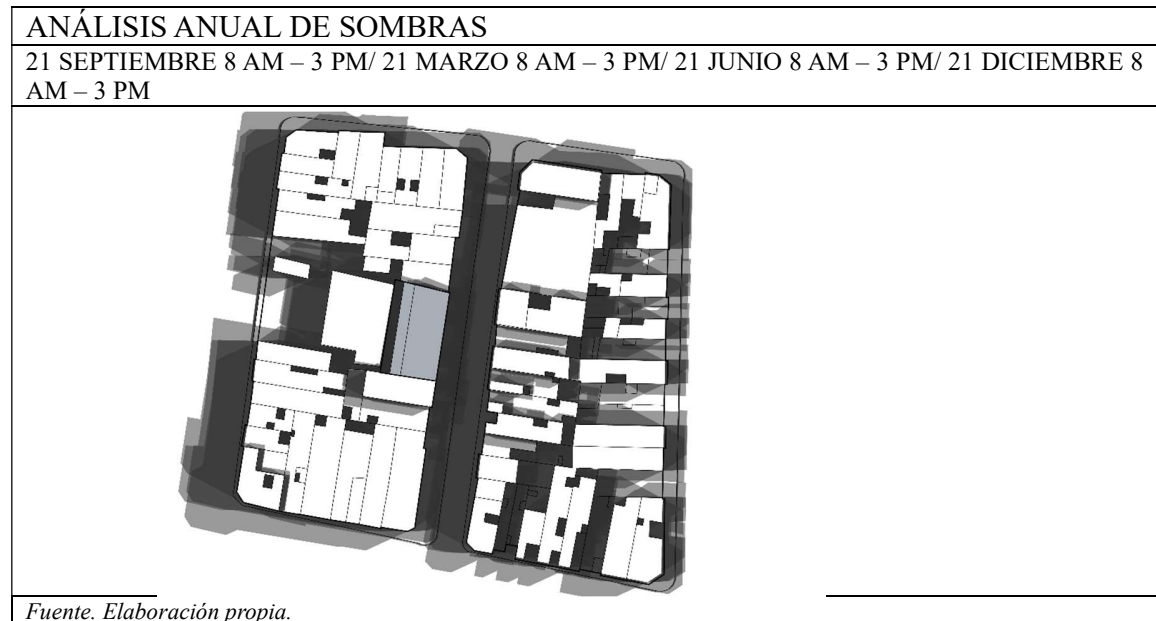 ANÁLISIS ANUAL DE SOMBRAS
21 SEPTIEMBRE 8 AM – 3 PM/ 21 MARZO 8 AM – 3 PM/ 21 JUNIO 8 AM – 3 PM/ 21 DICIEMBRE 8
AM – 3 PM
Fuente. Elaboración propia.